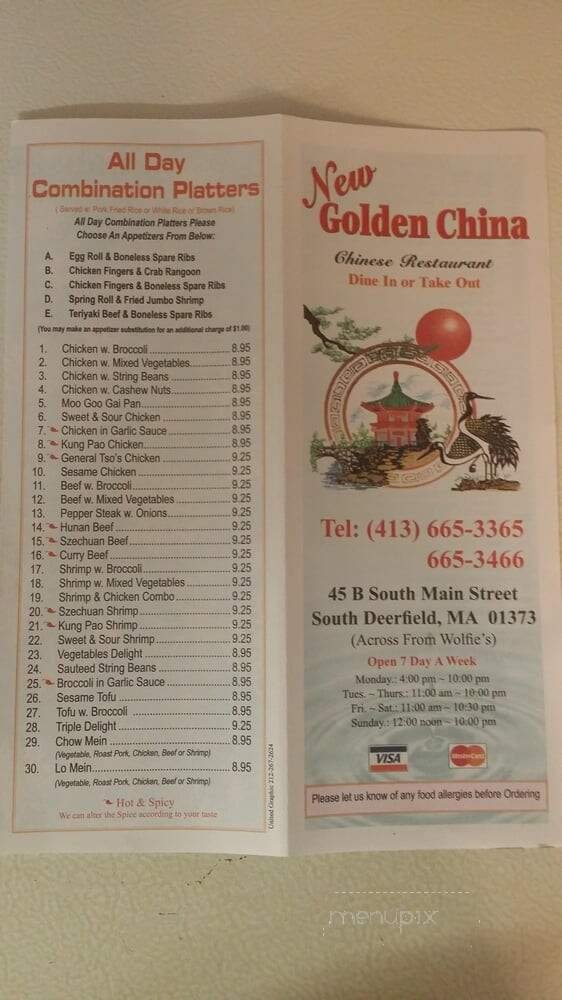 All Day
Combination Platters
( Served w. Pork Fried Rice or White Rice or Brown Rice)
All Day Combination Platters Please
Choose An Appetizers From Below:
A. Egg Roll & Boneless Spare Ribs
B. Chicken Fingers & Crab Rangoon
C. Chicken Fingers & Boneless Spare Ribs
D. Spring Roll & Fried Jumbo Shrimp
E. Teriyaki Beef & Boneless Spare Ribs
(You may make an appetizer substitution for an additional charge of $1.00)
1. Chicken w. Broccoli 8.95
2. Chicken w. Mixed Vegetables 8.95
3. Chicken w. String Beans 8.95
4. Chicken w. Cashew Nuts 8.95
5. Moo Goo Gai Pan 8.95
6. Sweet & Sour Chicken 8.95
7. Chicken in Garlic Sauce 8.95
8. Kung Pao Chicken 8.95
9. General Tso's Chicken 9.25
10. Sesame Chicken 9.25
11. Beef w. Broccoli 9.25
12. Beef w. Mixed Vegetables 9.25
13. Pepper Steak w. Onions 9.25
14. Hunan Beef 9.25
15. Szechuan Beef 9.25
16. Curry Beef 9.25
17. Shrimp w. Broccoli 9.25
18. Shrimp w. Mixed Vegetables 9.25
19. Shrimp & Chicken Combo 9.25
20. Szechuan Shrimp 9.25
21. Kung Pao Shrimp 9.25
22. Sweet & Sour Shrimp 9.25
23. Vegetables Delight 8.95
24. Sauteed String Beans 8.95
25. Broccoli in Garlic Sauce 8.95
26. Sesame Tofu 8.95
27. Tofu w. Broccoli 8.95
28. Triple Delight 9.25
29. Chow Mein 8.95
(Vegetable, Roast Pork, Chicken, Beef or Shrimp)
30. Lo Mein 8.95
(Vegetable, Roast Pork, Chicken, Beef or Shrimp)
Hot & Spicy
We can alter the Spice according to your taste
United Graphic 212-267-2624
New
Golden China
Chinese Restaurant
Dine In or Take Out
Tel: (413) 665-3365
665-3466
45 B South Main Street
South Deerfield, MA 01373
(Across From Wolfie's)
Open 7 Day A Week
Monday.: 4:00 pm ~ 10:00 pm
Tues. ~ Thurs.: 11:00 am ~ 10:00 pm
Fri. ~ Sat.: 11:00 am ~ 10:30 pm
Sunday.: 12:00 noon ~ 10:00 pm
VISA
MasterCard
Please let us know of any food allergies before Ordering
menupix